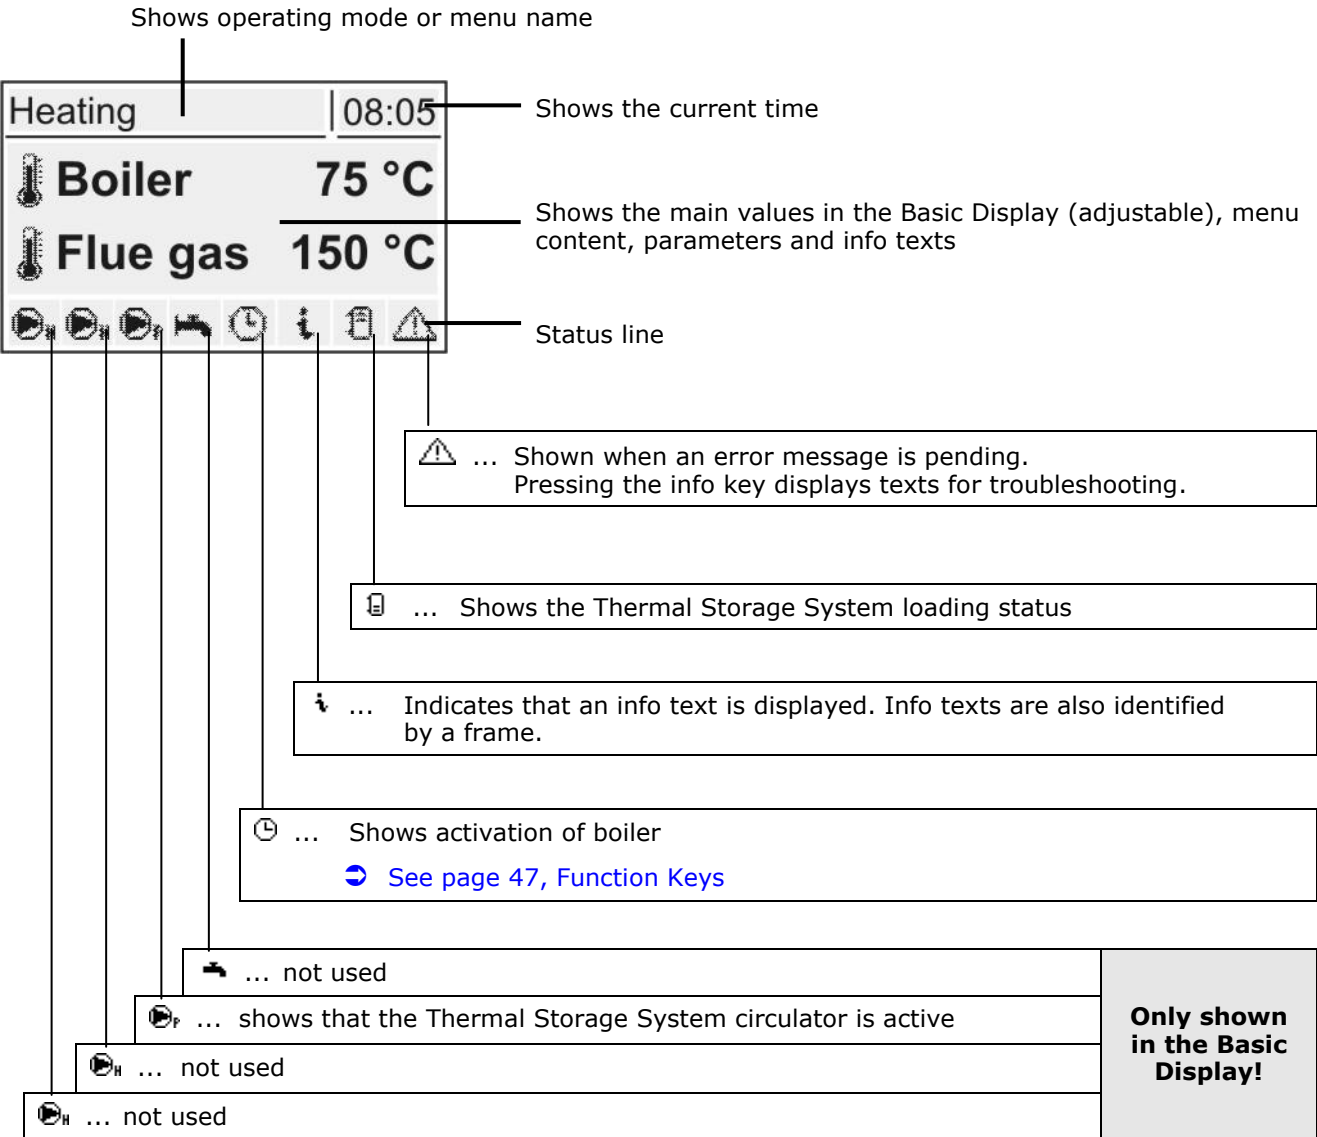 Shows operating mode or menu name
Heating
08:05
Shows the current time
Boiler 75 °C
Shows the main values in the Basic Display (adjustable), menu
content, parameters and info texts
Flue gas 150 °C
H H P i
Status line
... Shown when an error message is pending.
Pressing the info key displays texts for troubleshooting.
... Shows the Thermal Storage System loading status
i ... Indicates that an info text is displayed. Info texts are also identified
by a frame.
... Shows activation of boiler
See page 47, Function Keys
... not used
P ... shows that the Thermal Storage System circulator is active
H ... not used
H ... not used
Only shown
in the Basic
Display!